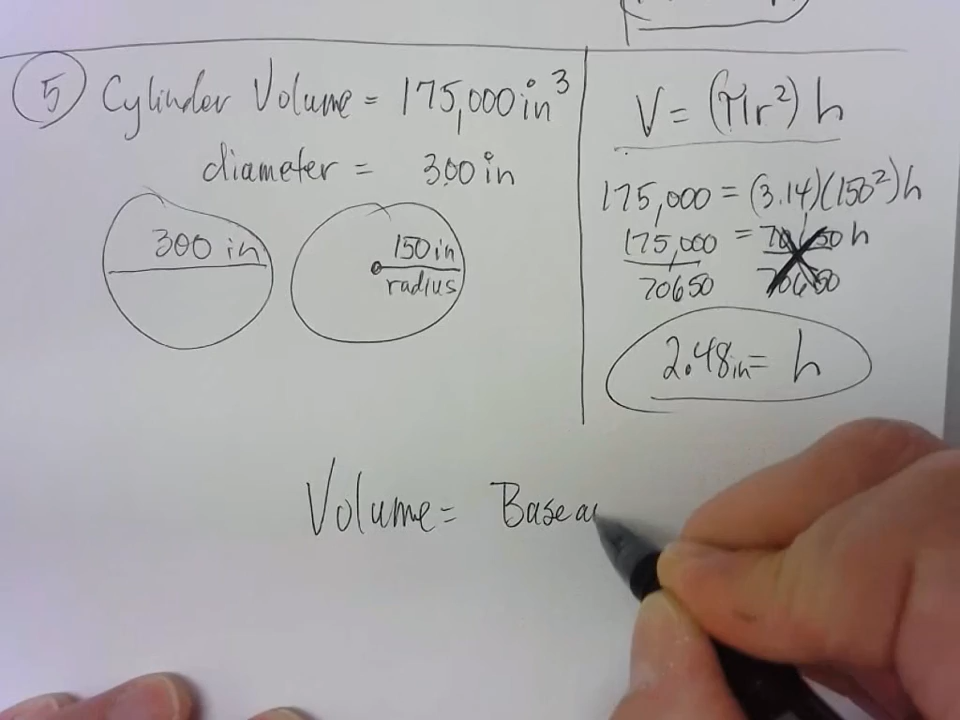 5 Cylinder Volume = 175,000 in³
diameter = 300 in
300 in
150 in
radius
V = (πr²) h
175,000 = (3.14)(150²) h
175,000 = 70650 h
70650 70650
2.48 in = h
Volume = Base a